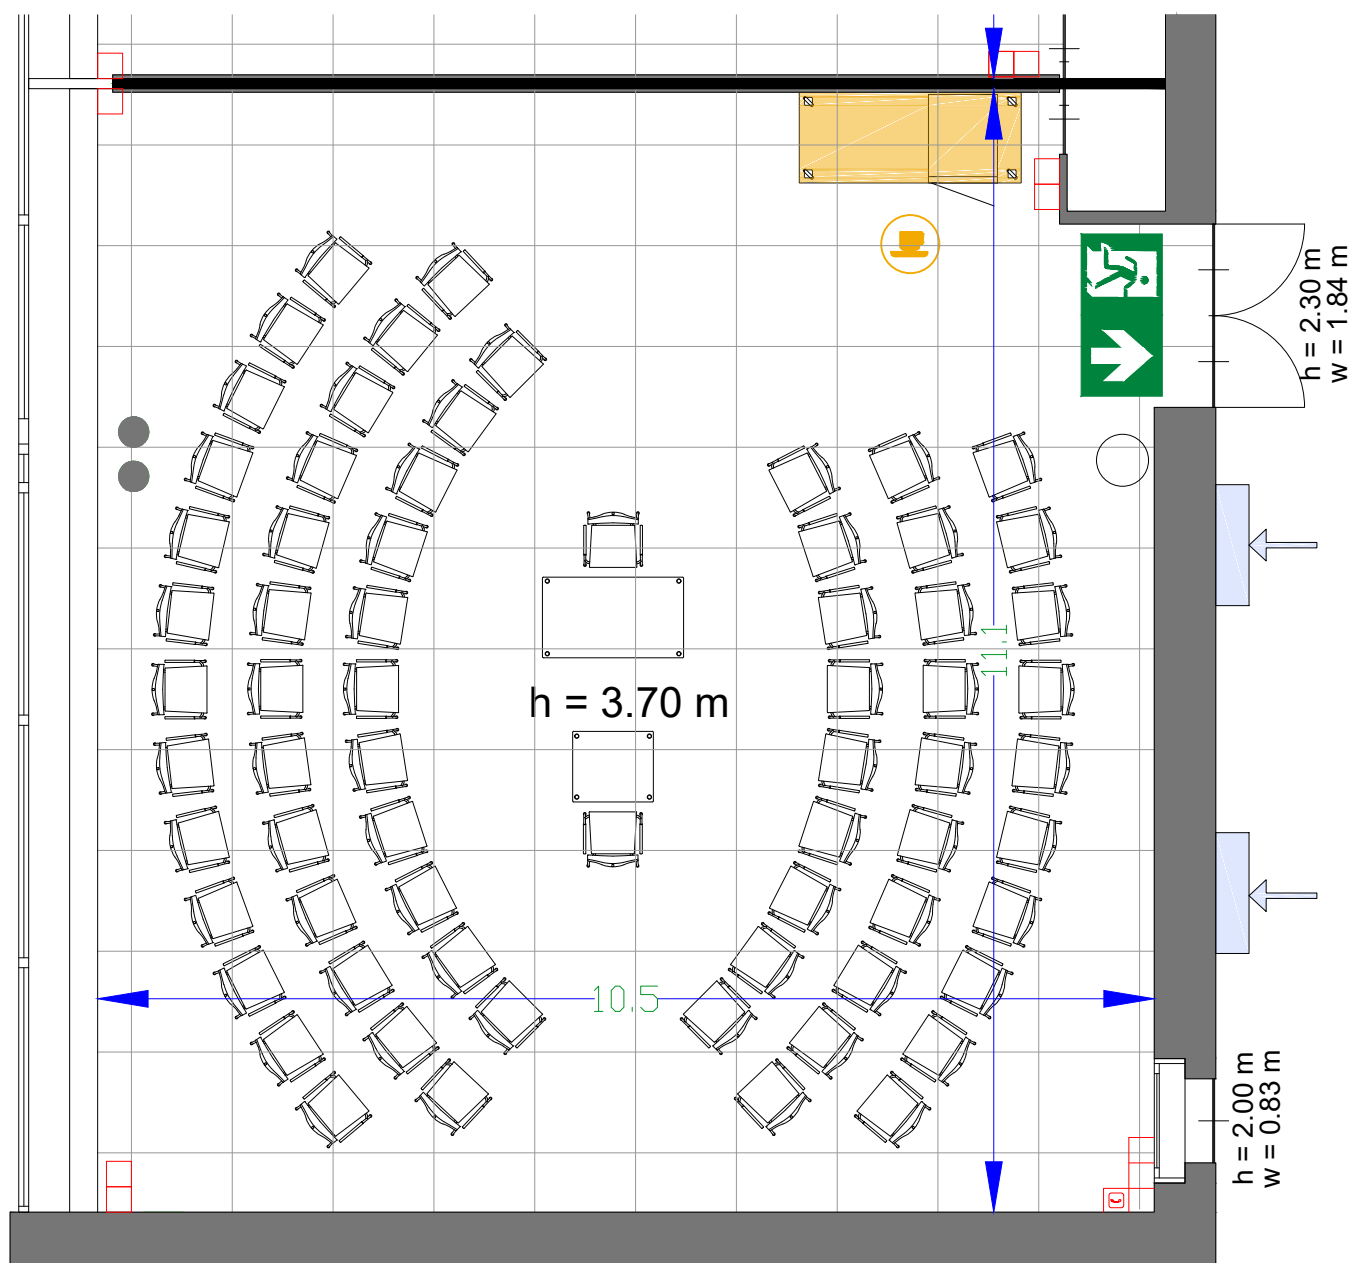 h = 2.30 m
w = 1.84 m
11.1
h = 3.70 m
10.5
h = 2.00 m
w = 0.83 m